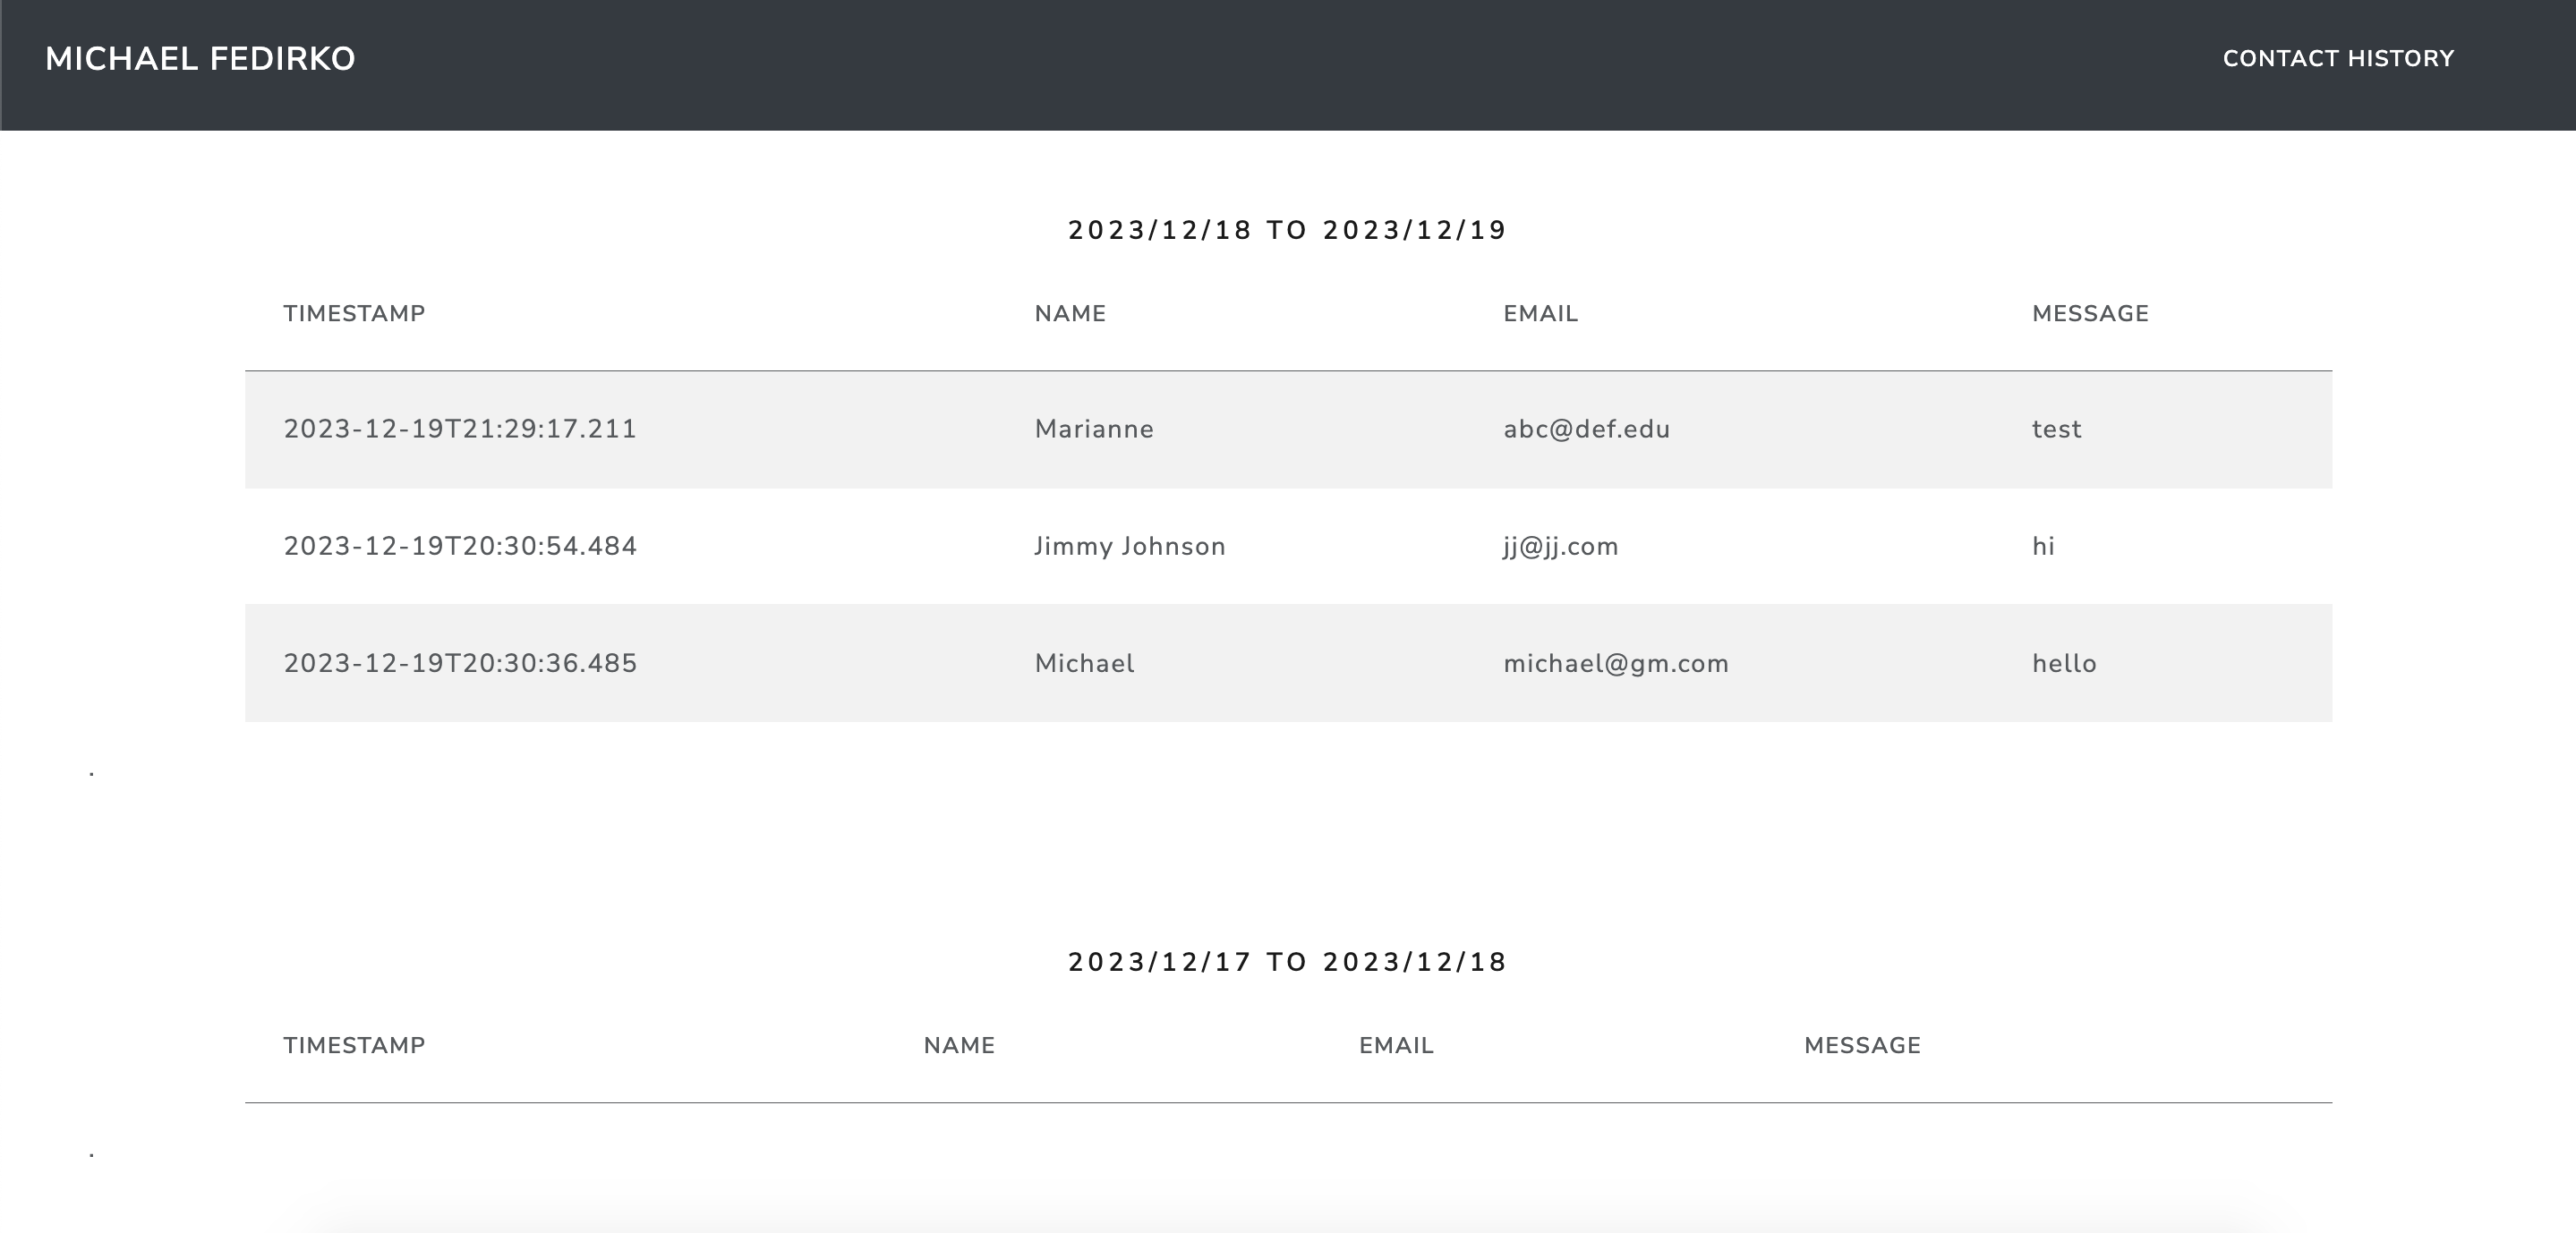 MICHAEL FEDIRKO CONTACT HISTORY
2023/12/18 TO 2023/12/19
TIMESTAMP NAME EMAIL MESSAGE
2023-12-19T21:29:17.211 Marianne abc@def.edu test
2023-12-19T20:30:54.484 Jimmy Johnson jj@jj.com hi
2023-12-19T20:30:36.485 Michael michael@gm.com hello
.
2023/12/17 TO 2023/12/18
TIMESTAMP NAME EMAIL MESSAGE
.